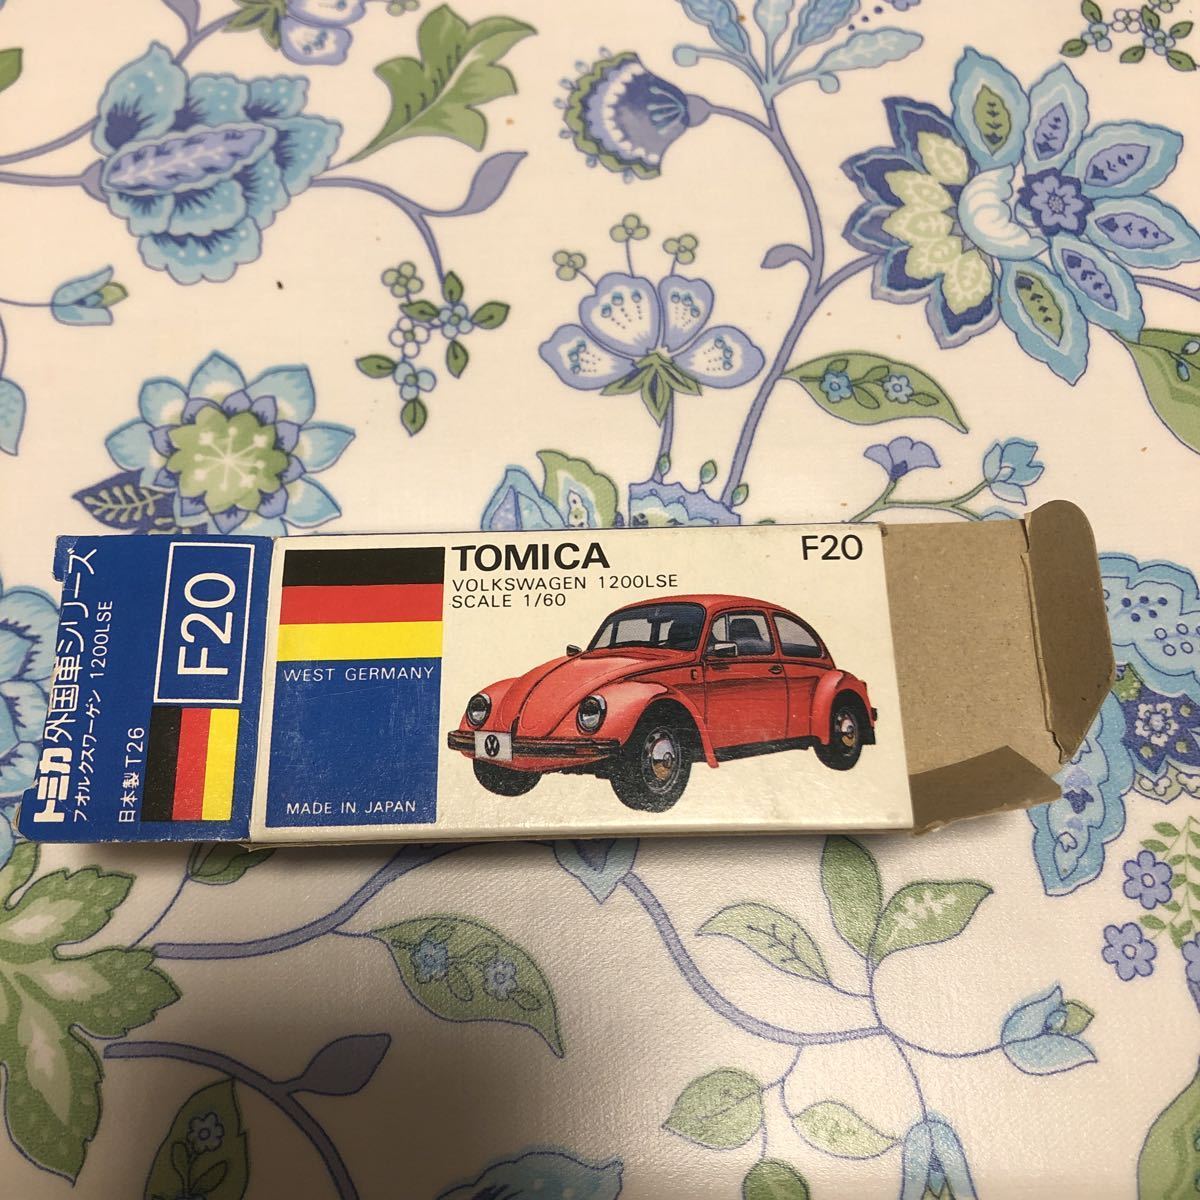 トミカ外国車シリーズ
フォルクスワーゲン 1200LSE
日本製 T26
F20
TOMICA
F20
VOLKSWAGEN 1200LSE
SCALE 1/60
WEST GERMANY
MADE IN JAPAN